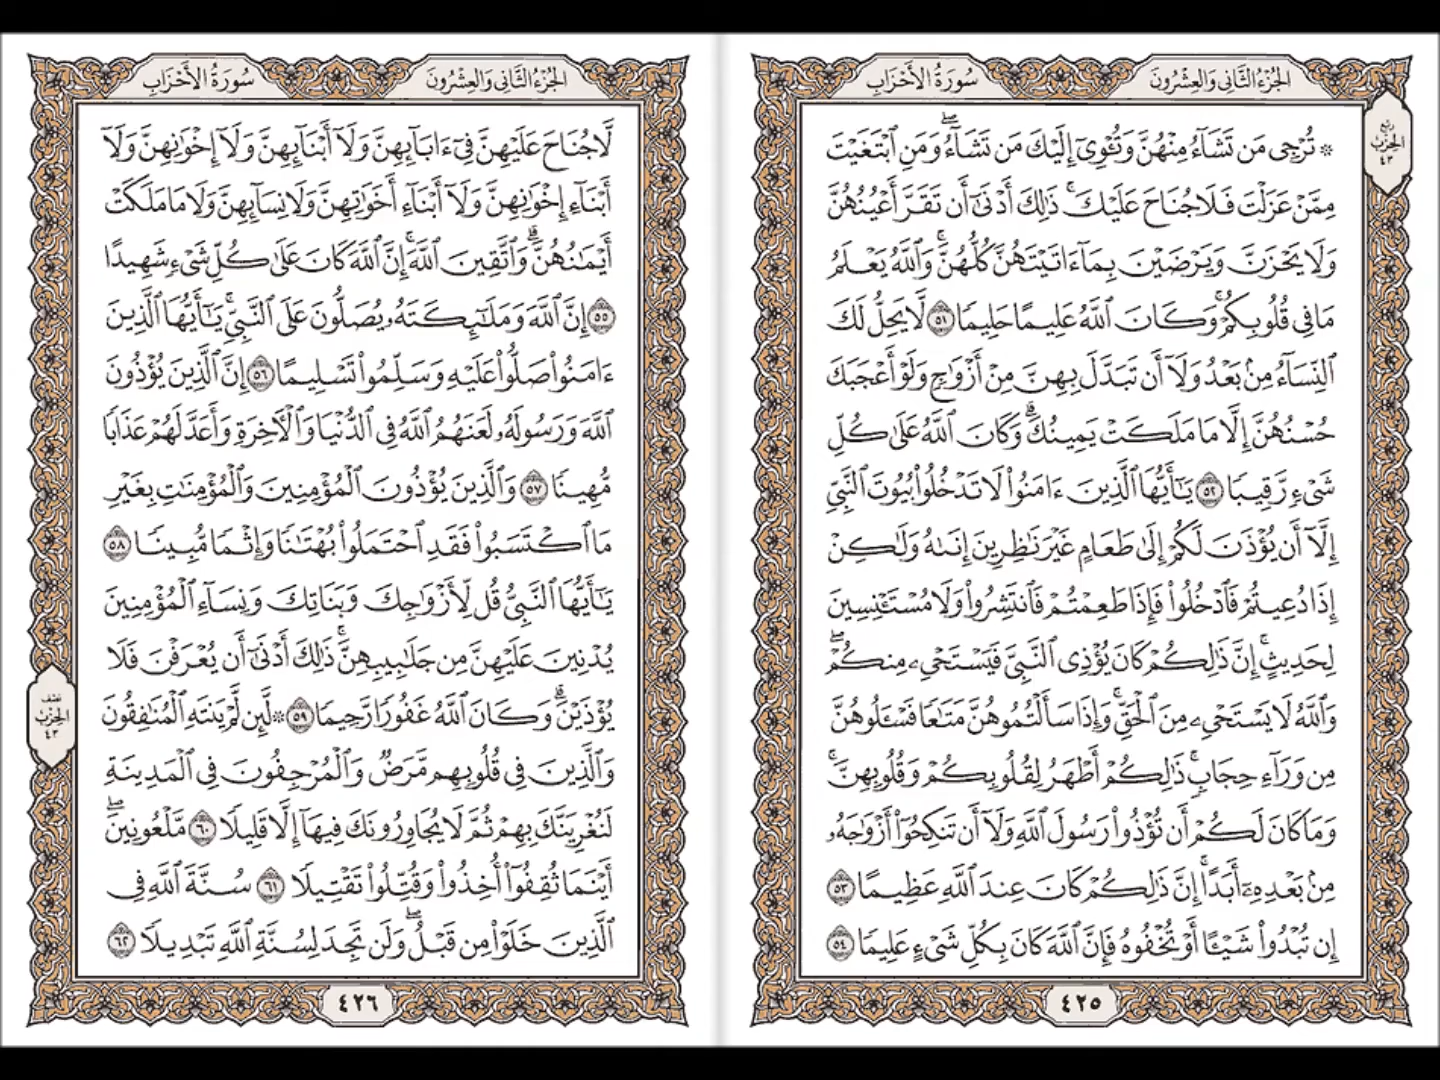 الجزء الثاني والعشرون
سورة الأحزاب
ربع
الحزب
٤٣
۞ تُرْجِى مَن تَشَآءُ مِنْهُنَّ وَتُـْٔوِىٓ إِلَيْكَ مَن تَشَآءُ ۖ وَمَنِ ٱبْتَغَيْتَ
مِمَّنْ عَزَلْتَ فَلَا جُنَاحَ عَلَيْكَ ۚ ذَٰلِكَ أَدْنَىٰٓ أَن تَقَرَّ أَعْيُنُهُنَّ
وَلَا يَحْزَنَّ وَيَرْضَيْنَ بِمَآ ءَاتَيْتَهُنَّ كُلُّهُنَّ ۚ وَٱللَّهُ يَعْلَمُ
مَا فِى قُلُوبِكُمْ ۚ وَكَانَ ٱللَّهُ عَلِيمًا حَلِيمًا ٥١ لَّا يَحِلُّ لَكَ
ٱلنِّسَآءُ مِنۢ بَعْدُ وَلَآ أَن تَبَدَّلَ بِهِنَّ مِنْ أَزْوَٰجٍ وَلَوْ أَعْجَبَكَ
حُسْنُهُنَّ إِلَّا مَا مَلَكَتْ يَمِينُكَ ۗ وَكَانَ ٱللَّهُ عَلَىٰ كُلِّ
شَىْءٍ رَّقِيبًا ٥٢ يَـٰٓأَيُّهَا ٱلَّذِينَ ءَامَنُوا۟ لَا تَدْخُلُوا۟ بُيُوتَ ٱلنَّبِىِّ
إِلَّآ أَن يُؤْذَنَ لَكُمْ إِلَىٰ طَعَامٍ غَيْرَ نَـٰظِرِينَ إِنَىٰهُ وَلَـٰكِنْ
إِذَا دُعِيتُمْ فَٱدْخُلُوا۟ فَإِذَا طَعِمْتُمْ فَٱنتَشِرُوا۟ وَلَا مُسْتَـْٔنِسِينَ
لِحَدِيثٍ ۚ إِنَّ ذَٰلِكُمْ كَانَ يُؤْذِى ٱلنَّبِىَّ فَيَسْتَحْىِۦ مِنكُمْ ۖ
وَٱللَّهُ لَا يَسْتَحْىِۦ مِنَ ٱلْحَقِّ ۚ وَإِذَا سَأَلْتُمُوهُنَّ مَتَـٰعًا فَسْـَٔلُوهُنَّ
مِن وَرَآءِ حِجَابٍ ۚ ذَٰلِكُمْ أَطْهَرُ لِقُلُوبِكُمْ وَقُلُوبِهِنَّ ۚ
وَمَا كَانَ لَكُمْ أَن تُؤْذُوا۟ رَسُولَ ٱللَّهِ وَلَآ أَن تَنكِحُوٓا۟ أَزْوَٰجَهُۥ
مِنۢ بَعْدِهِۦٓ أَبَدًا ۚ إِنَّ ذَٰلِكُمْ كَانَ عِندَ ٱللَّهِ عَظِيمًا ٥٣
إِن تُبْدُوا۟ شَيْـًٔا أَوْ تُخْفُوهُ فَإِنَّ ٱللَّهَ كَانَ بِكُلِّ شَىْءٍ عَلِيمًا ٥٤
٤٢٥
الجزء الثاني والعشرون
سورة الأحزاب
لَّا جُنَاحَ عَلَيْهِنَّ فِىٓ ءَابَآئِهِنَّ وَلَآ أَبْنَآئِهِنَّ وَلَآ إِخْوَٰنِهِنَّ وَلَآ
أَبْنَآءِ إِخْوَٰنِهِنَّ وَلَآ أَبْنَآءِ أَخَوَٰتِهِنَّ وَلَا نِسَآئِهِنَّ وَلَا مَا مَلَكَتْ
أَيْمَـٰنُهُنَّ ۗ وَٱتَّقِينَ ٱللَّهَ ۚ إِنَّ ٱللَّهَ كَانَ عَلَىٰ كُلِّ شَىْءٍ شَهِيدًا
٥٥ إِنَّ ٱللَّهَ وَمَلَـٰٓئِكَتَهُۥ يُصَلُّونَ عَلَى ٱلنَّبِىِّ ۚ يَـٰٓأَيُّهَا ٱلَّذِينَ
ءَامَنُوا۟ صَلُّوا۟ عَلَيْهِ وَسَلِّمُوا۟ تَسْلِيمًا ٥٦ إِنَّ ٱلَّذِينَ يُؤْذُونَ
ٱللَّهَ وَرَسُولَهُۥ لَعَنَهُمُ ٱللَّهُ فِى ٱلدُّنْيَا وَٱلْـَٔاخِرَةِ وَأَعَدَّ لَهُمْ عَذَابًا
مُّهِينًا ٥٧ وَٱلَّذِينَ يُؤْذُونَ ٱلْمُؤْمِنِينَ وَٱلْمُؤْمِنَـٰتِ بِغَيْرِ
مَا ٱكْتَسَبُوا۟ فَقَدِ ٱحْتَمَلُوا۟ بُهْتَـٰنًا وَإِثْمًا مُّبِينًا ٥٨
يَـٰٓأَيُّهَا ٱلنَّبِىُّ قُل لِّأَزْوَٰجِكَ وَبَنَاتِكَ وَنِسَآءِ ٱلْمُؤْمِنِينَ
يُدْنِينَ عَلَيْهِنَّ مِن جَلَـٰبِيبِهِنَّ ۚ ذَٰلِكَ أَدْنَىٰٓ أَن يُعْرَفْنَ فَلَا
يُؤْذَيْنَ ۗ وَكَانَ ٱللَّهُ غَفُورًا رَّحِيمًا ٥٩ ۞ لَّئِن لَّمْ يَنتَهِ ٱلْمُنَـٰفِقُونَ
وَٱلَّذِينَ فِى قُلُوبِهِم مَّرَضٌ وَٱلْمُرْجِفُونَ فِى ٱلْمَدِينَةِ
لَنُغْرِيَنَّكَ بِهِمْ ثُمَّ لَا يُجَاوِرُونَكَ فِيهَآ إِلَّا قَلِيلًا ٦٠ مَّلْعُونِينَ ۖ
أَيْنَمَا ثُقِفُوٓا۟ أُخِذُوا۟ وَقُتِّلُوا۟ تَقْتِيلًا ٦١ سُنَّةَ ٱللَّهِ فِى
ٱلَّذِينَ خَلَوْا۟ مِن قَبْلُ ۖ وَلَن تَجِدَ لِسُنَّةِ ٱللَّهِ تَبْدِيلًا ٦٢
نصف
الحزب
٤٣
٤٢٦